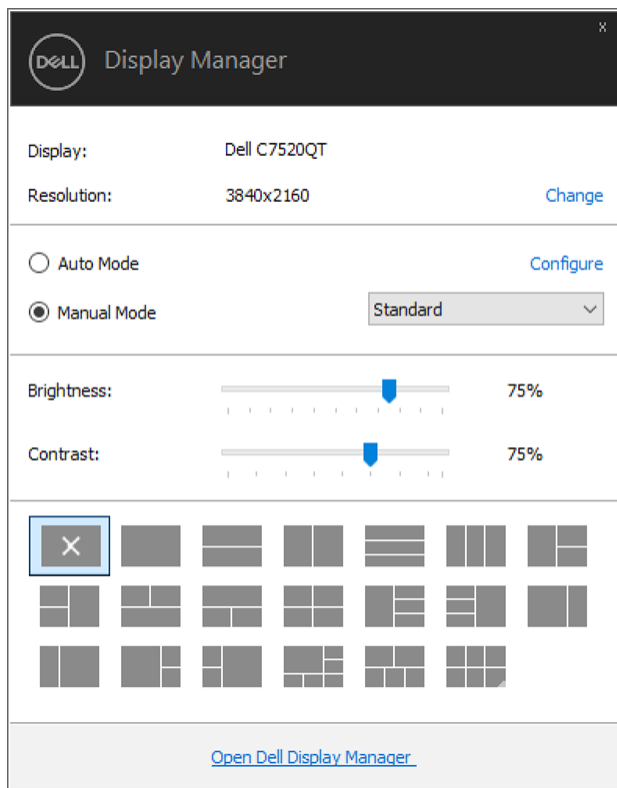 x
DELL Display Manager
Display: Dell C7520QT
Resolution: 3840x2160 Change
Auto Mode Configure
Manual Mode Standard
Brightness: 75%
Contrast: 75%
Open Dell Display Manager